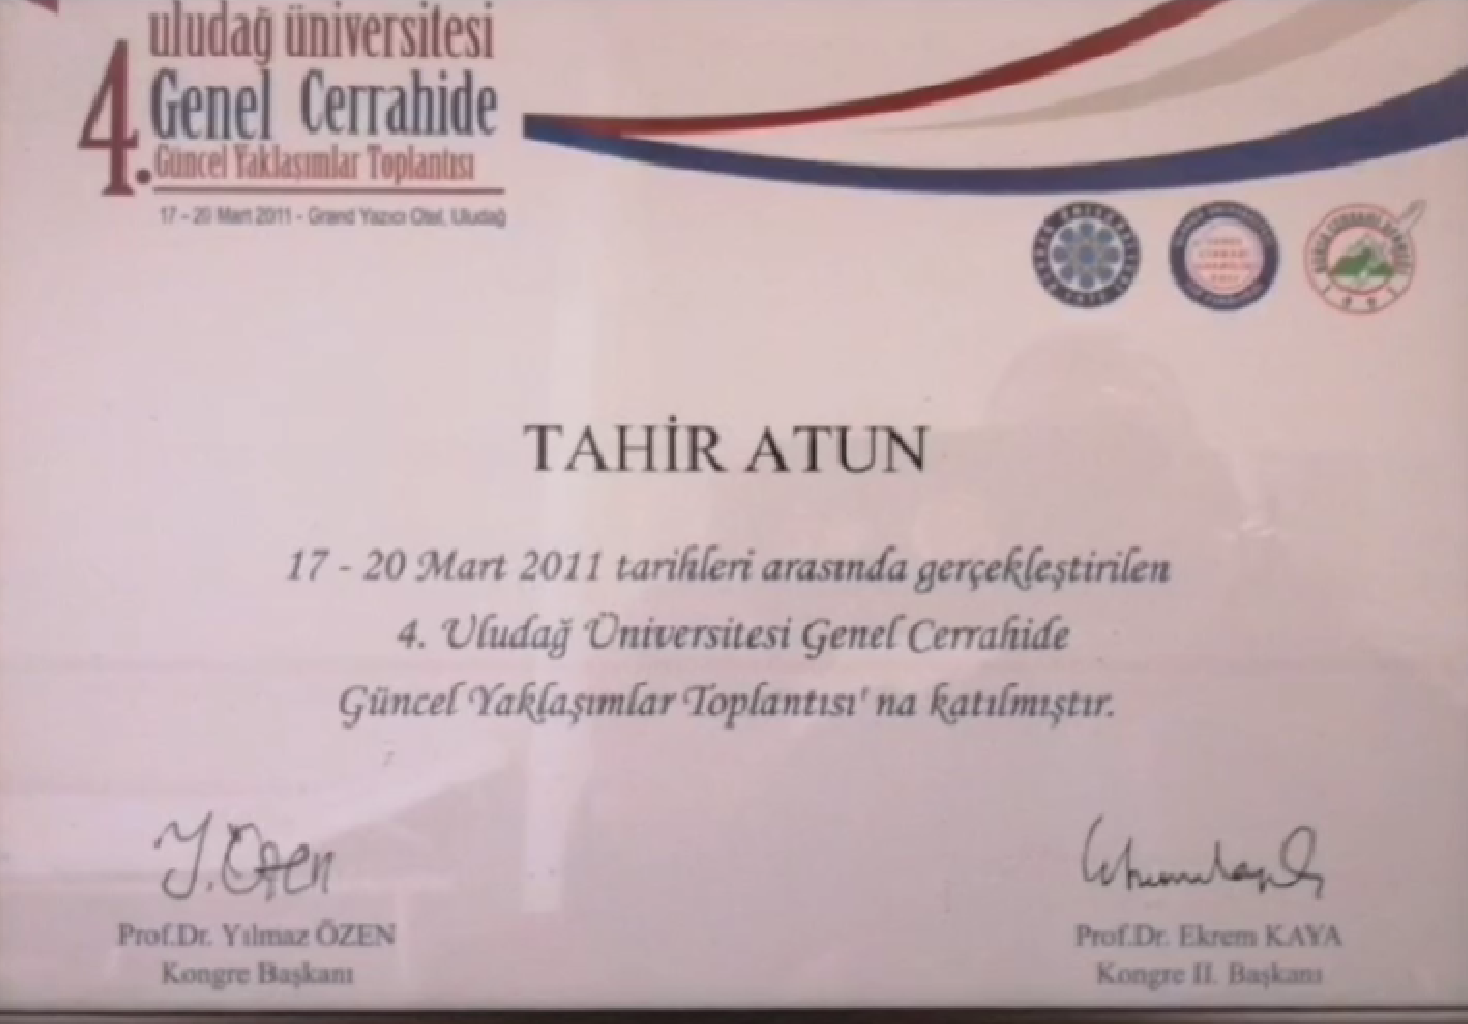 4. uludağ üniversitesi
Genel Cerrahide
Güncel Yaklaşımlar Toplantısı
17 - 20 Mart 2011 - Grand Yazıcı Otel, Uludağ
TAHİR ATUN
17 - 20 Mart 2011 tarihleri arasında gerçekleştirilen
4. Uludağ Üniversitesi Genel Cerrahide
Güncel Yaklaşımlar Toplantısı' na katılmıştır.
Y. Özen
Prof.Dr. Yılmaz ÖZEN
Kongre Başkanı
Prof.Dr. Ekrem KAYA
Kongre II. Başkanı